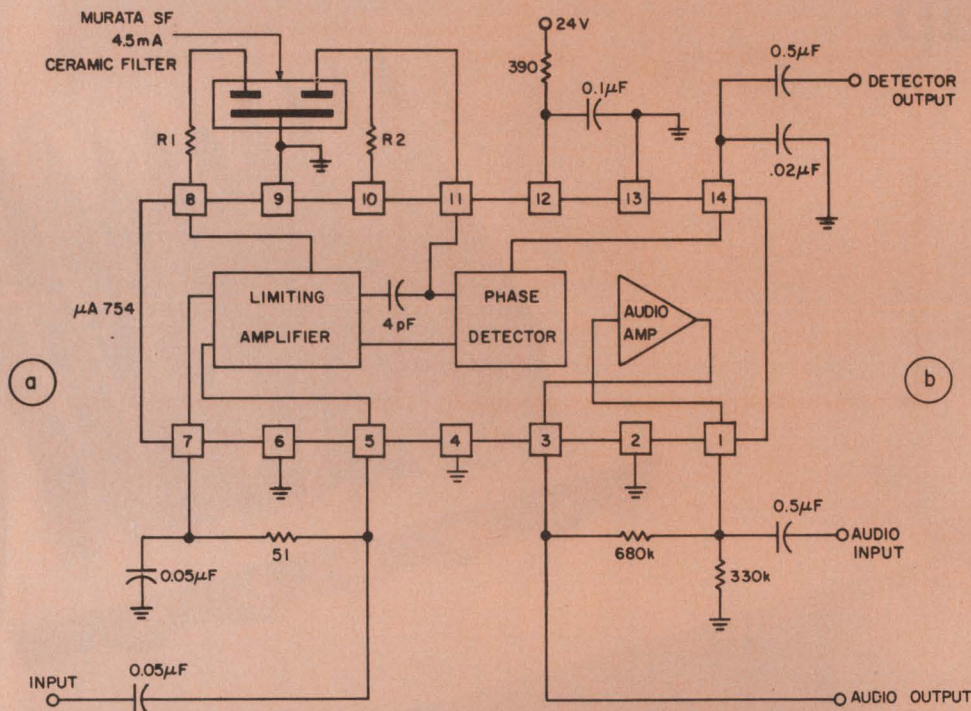 MURATA SF
4.5mA
CERAMIC FILTER
24V
390
0.1μF
0.5μF
DETECTOR
OUTPUT
.02μF
R1
R2
8
9
10
11
12
13
14
μA 754
LIMITING
AMPLIFIER
4pF
PHASE
DETECTOR
AUDIO
AMP
a
b
7
6
5
4
3
2
1
51
0.05μF
680k
0.5μF
AUDIO
INPUT
330k
INPUT
0.05μF
AUDIO OUTPUT